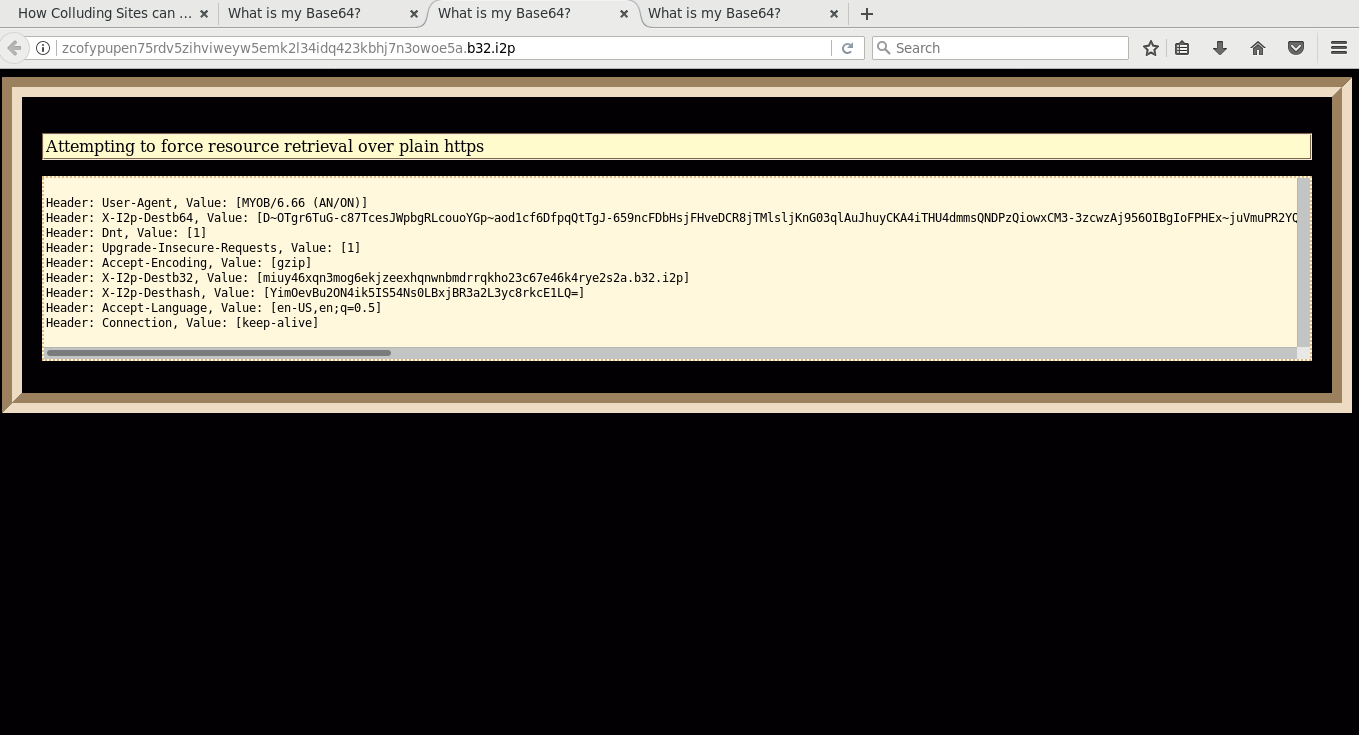 How Colluding Sites can ...
What is my Base64?
What is my Base64?
What is my Base64?
zcofypupen75rdv5zihviweyw5emk2l34idq423kbhj7n3owoe5a.b32.i2p
Search
Attempting to force resource retrieval over plain https
Header: User-Agent, Value: [MYOB/6.66 (AN/ON)]
Header: X-I2p-Destb64, Value: [D~OTgr6TuG-c87TcesJWpbgRLcouoYGp~aod1cf6DfpqQtTgJ-659ncFDbHsjFHveDCR8jTMlsljKnG03qlAuJhuyCKA4iTHU4dmmsQNDPzQiowxCM3-3zcwzAj956OIBgIoFPHEx~juVmuPR2YQ
Header: Dnt, Value: [1]
Header: Upgrade-Insecure-Requests, Value: [1]
Header: Accept-Encoding, Value: [gzip]
Header: X-I2p-Destb32, Value: [miuy46xqn3mog6ekjzeexhqnwnbmdrrqkho23c67e46k4rye2s2a.b32.i2p]
Header: X-I2p-Desthash, Value: [YimOevBu2ON4ik5IS54Ns0LBxjBR3a2L3yc8rkcE1LQ=]
Header: Accept-Language, Value: [en-US,en;q=0.5]
Header: Connection, Value: [keep-alive]